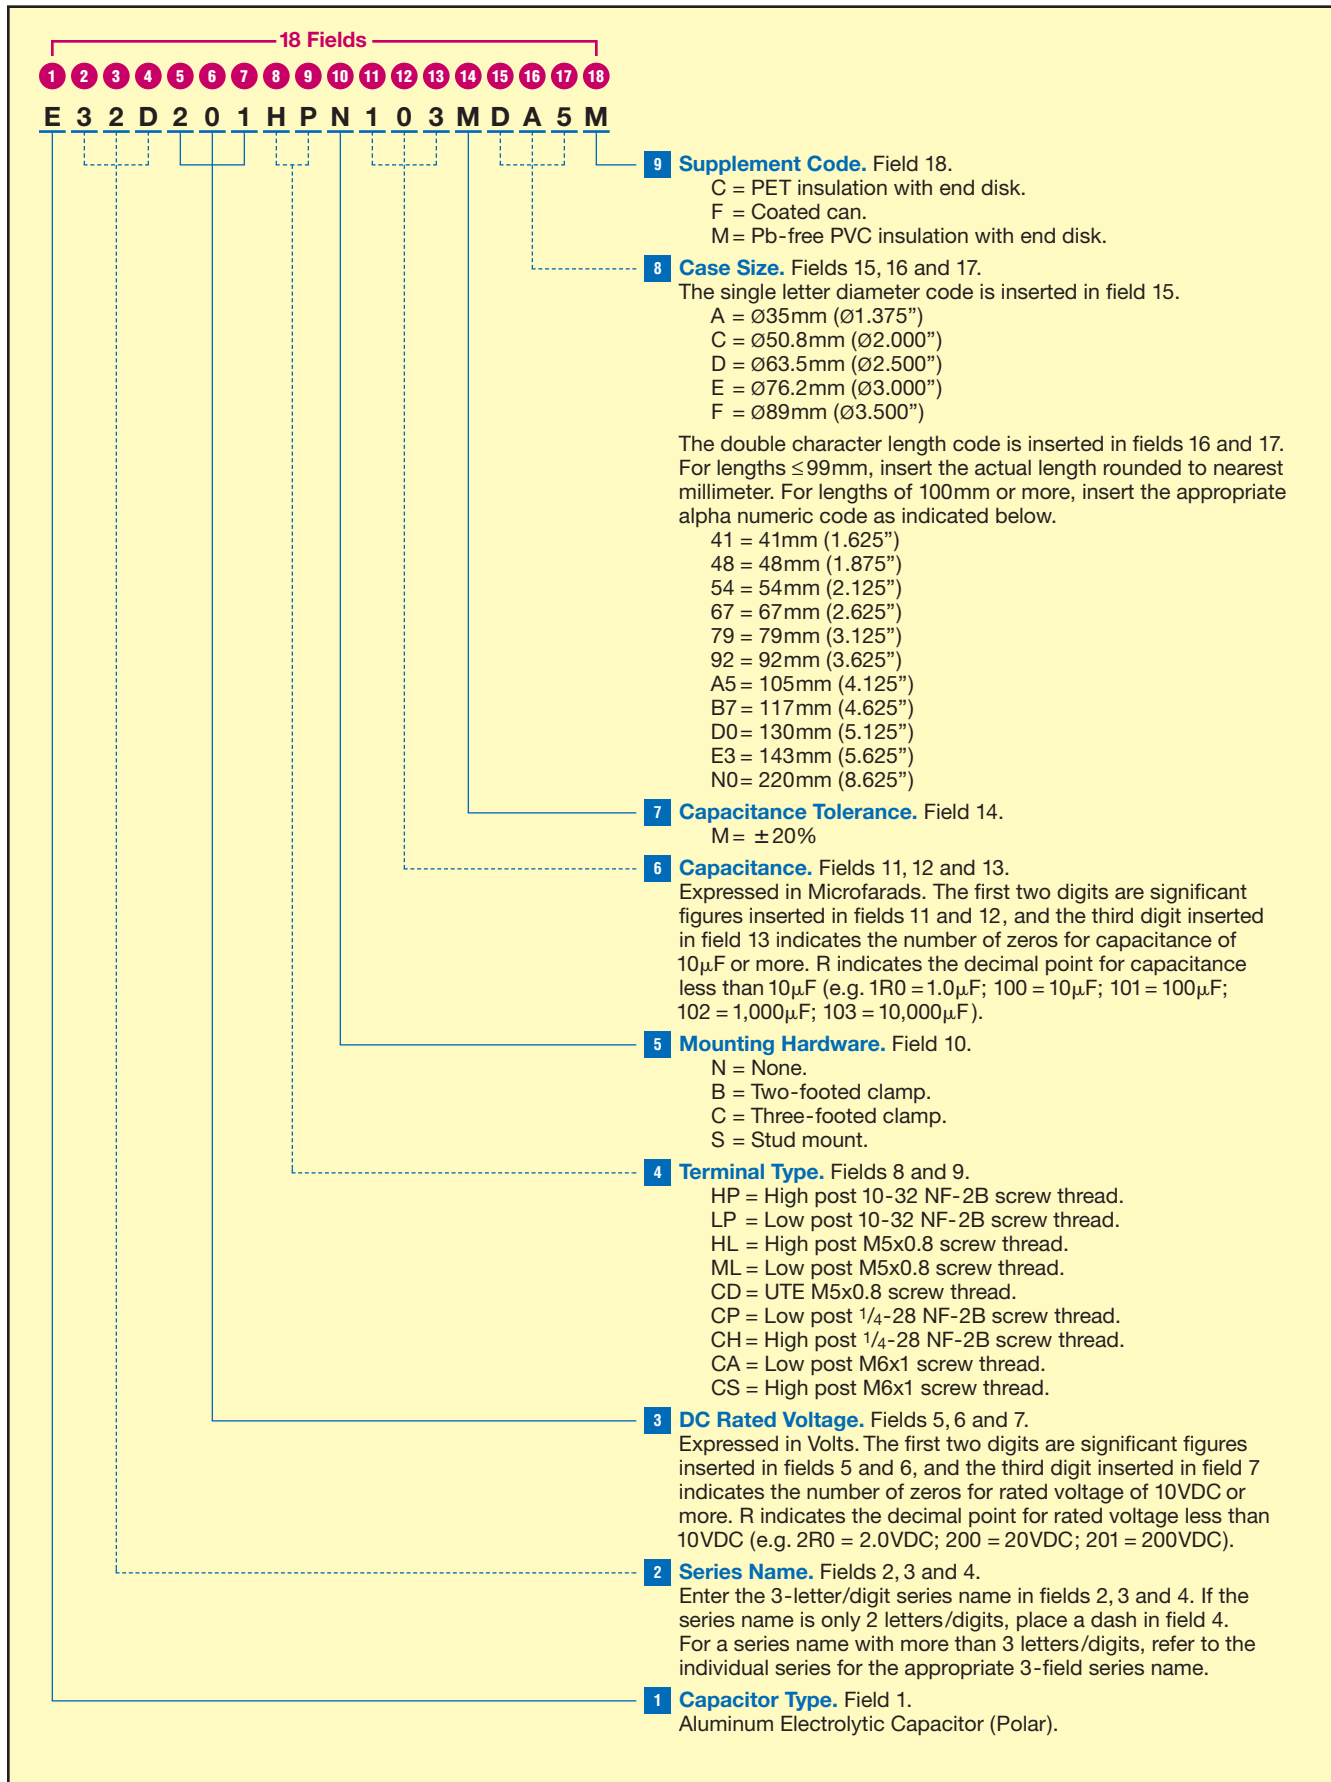 18 Fields
1 2 3 4 5 6 7 8 9 10 11 12 13 14 15 16 17 18
E 3 2 D 2 0 1 H P N 1 0 3 M D A 5 M
9 Supplement Code. Field 18.
C = PET insulation with end disk.
F = Coated can.
M = Pb-free PVC insulation with end disk.
8 Case Size. Fields 15, 16 and 17.
The single letter diameter code is inserted in field 15.
A = Ø35mm (Ø1.375”)
C = Ø50.8mm (Ø2.000”)
D = Ø63.5mm (Ø2.500”)
E = Ø76.2mm (Ø3.000”)
F = Ø89mm (Ø3.500”)
The double character length code is inserted in fields 16 and 17.
For lengths ≤99mm, insert the actual length rounded to nearest
millimeter. For lengths of 100mm or more, insert the appropriate
alpha numeric code as indicated below.
41 = 41mm (1.625”)
48 = 48mm (1.875”)
54 = 54mm (2.125”)
67 = 67mm (2.625”)
79 = 79mm (3.125”)
92 = 92mm (3.625”)
A5 = 105mm (4.125”)
B7 = 117mm (4.625”)
D0 = 130mm (5.125”)
E3 = 143mm (5.625”)
N0 = 220mm (8.625”)
7 Capacitance Tolerance. Field 14.
M = ±20%
6 Capacitance. Fields 11, 12 and 13.
Expressed in Microfarads. The first two digits are significant
figures inserted in fields 11 and 12, and the third digit inserted
in field 13 indicates the number of zeros for capacitance of
10µF or more. R indicates the decimal point for capacitance
less than 10µF (e.g. 1R0 = 1.0µF; 100 = 10µF; 101 = 100µF;
102 = 1,000µF; 103 = 10,000µF).
5 Mounting Hardware. Field 10.
N = None.
B = Two-footed clamp.
C = Three-footed clamp.
S = Stud mount.
4 Terminal Type. Fields 8 and 9.
HP = High post 10-32 NF-2B screw thread.
LP = Low post 10-32 NF-2B screw thread.
HL = High post M5x0.8 screw thread.
ML = Low post M5x0.8 screw thread.
CD = UTE M5x0.8 screw thread.
CP = Low post 1/4-28 NF-2B screw thread.
CH = High post 1/4-28 NF-2B screw thread.
CA = Low post M6x1 screw thread.
CS = High post M6x1 screw thread.
3 DC Rated Voltage. Fields 5, 6 and 7.
Expressed in Volts. The first two digits are significant figures
inserted in fields 5 and 6, and the third digit inserted in field 7
indicates the number of zeros for rated voltage of 10VDC or
more. R indicates the decimal point for rated voltage less than
10VDC (e.g. 2R0 = 2.0VDC; 200 = 20VDC; 201 = 200VDC).
2 Series Name. Fields 2, 3 and 4.
Enter the 3-letter/digit series name in fields 2, 3 and 4. If the
series name is only 2 letters/digits, place a dash in field 4.
For a series name with more than 3 letters/digits, refer to the
individual series for the appropriate 3-field series name.
1 Capacitor Type. Field 1.
Aluminum Electrolytic Capacitor (Polar).